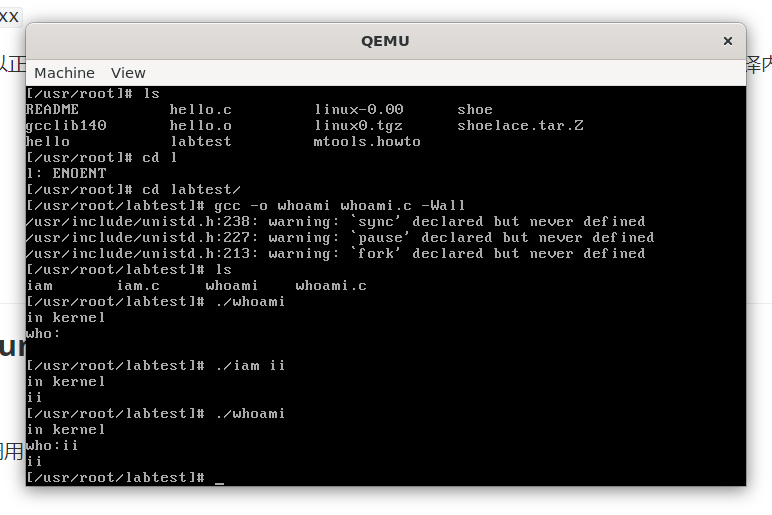 xx
QEMU
×
以正
译内
Machine View
[/usr/root]# ls
README hello.c linux-0.00 shoe
gcclib140 hello.o linux0.tgz shoelace.tar.Z
hello labtest mtools.howto
[/usr/root]# cd l
l: ENOENT
[/usr/root]# cd labtest/
[/usr/root/labtest]# gcc -o whoami whoami.c -Wall
/usr/include/unistd.h:238: warning: `sync' declared but never defined
/usr/include/unistd.h:227: warning: `pause' declared but never defined
/usr/include/unistd.h:213: warning: `fork' declared but never defined
[/usr/root/labtest]# ls
iam iam.c whoami whoami.c
[/usr/root/labtest]# ./whoami
in kernel
who:
[/usr/root/labtest]# ./iam ii
in kernel
ii
[/usr/root/labtest]# ./whoami
in kernel
who:ii
ii
[/usr/root/labtest]# _